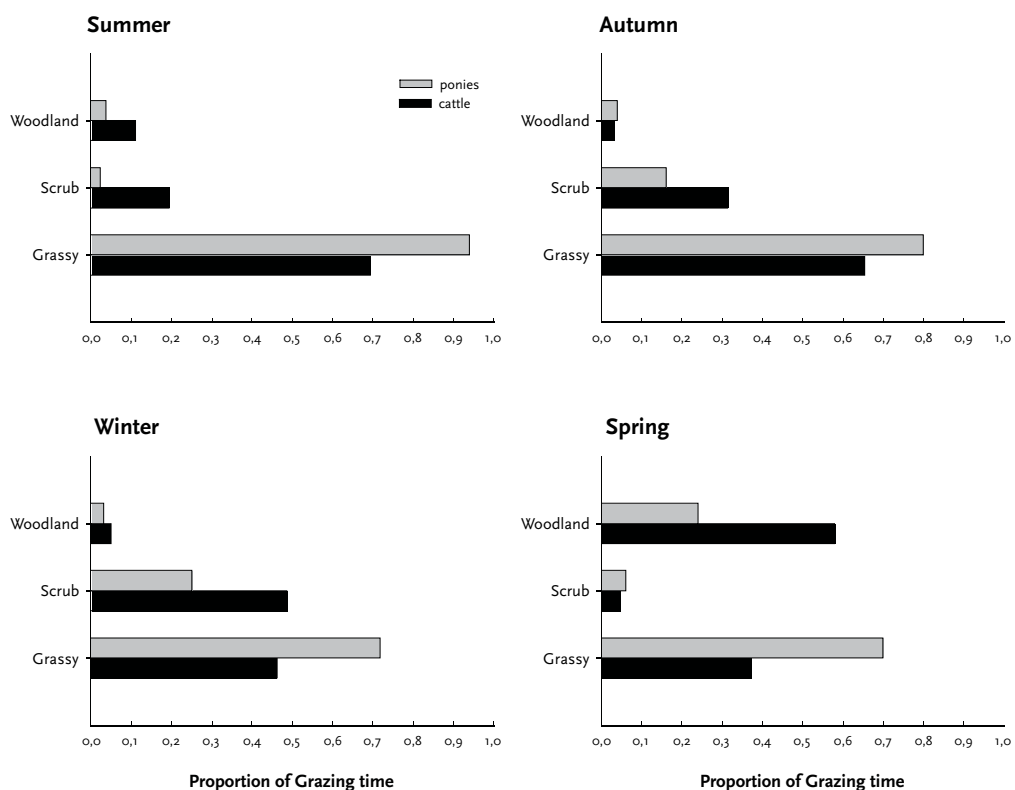 Summer
ponies
cattle
Woodland
Scrub
Grassy
0,0 0,1 0,2 0,3 0,4 0,5 0,6 0,7 0,8 0,9 1,0
Autumn
Woodland
Scrub
Grassy
0,0 0,1 0,2 0,3 0,4 0,5 0,6 0,7 0,8 0,9 1,0
Winter
Woodland
Scrub
Grassy
0,0 0,1 0,2 0,3 0,4 0,5 0,6 0,7 0,8 0,9 1,0
Proportion of Grazing time
Spring
Woodland
Scrub
Grassy
0,0 0,1 0,2 0,3 0,4 0,5 0,6 0,7 0,8 0,9 1,0
Proportion of Grazing time